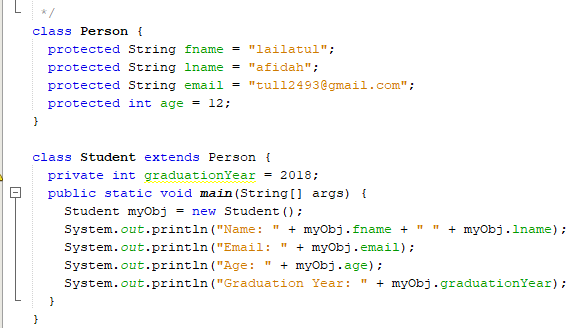 */
class Person {
  protected String fname = "lailatul";
  protected String lname = "afidah";
  protected String email = "tull2493@gmail.com";
  protected int age = 12;
}

class Student extends Person {
  private int graduationYear = 2018;
  public static void main(String[] args) {
    Student myObj = new Student();
    System.out.println("Name: " + myObj.fname + " " + myObj.lname);
    System.out.println("Email: " + myObj.email);
    System.out.println("Age: " + myObj.age);
    System.out.println("Graduation Year: " + myObj.graduationYear);
  }
}